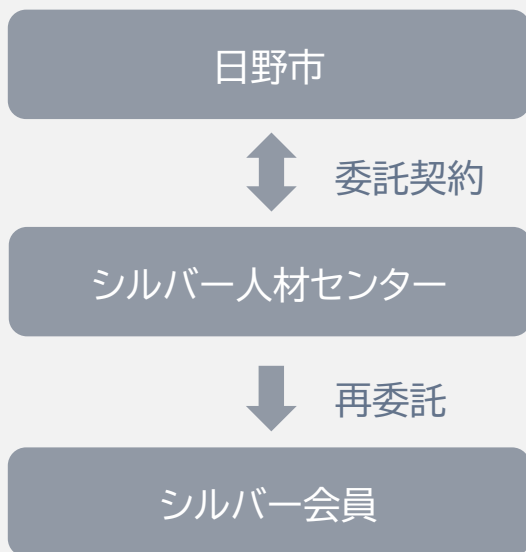 日野市
委託契約
シルバー人材センター
再委託
シルバー会員